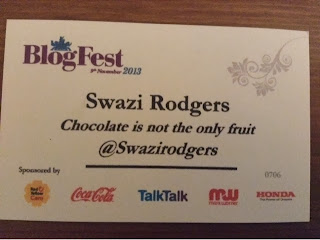 BlogFest
9th November 2013
Swazi Rodgers
Chocolate is not the only fruit
@Swazirodgers
Sponsored by
0706
Coca-Cola
TalkTalk
HONDA